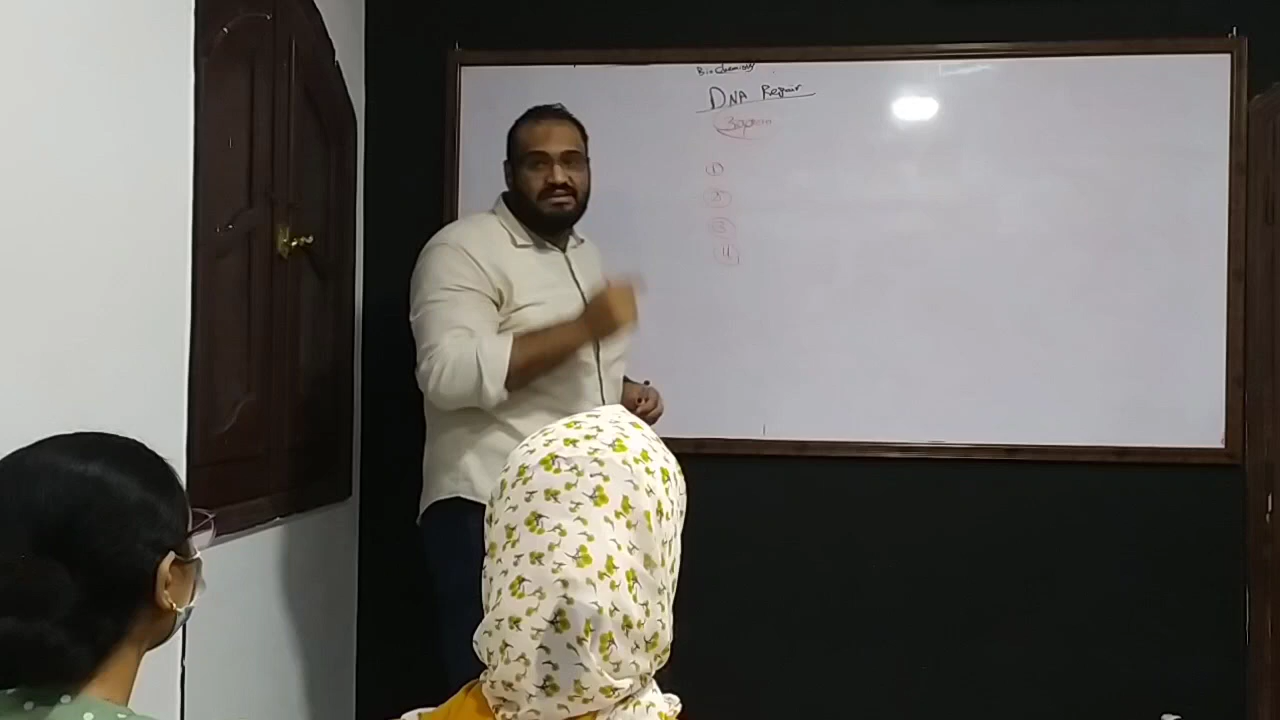 Biochemistry
DNA Repair
①
②
③
④